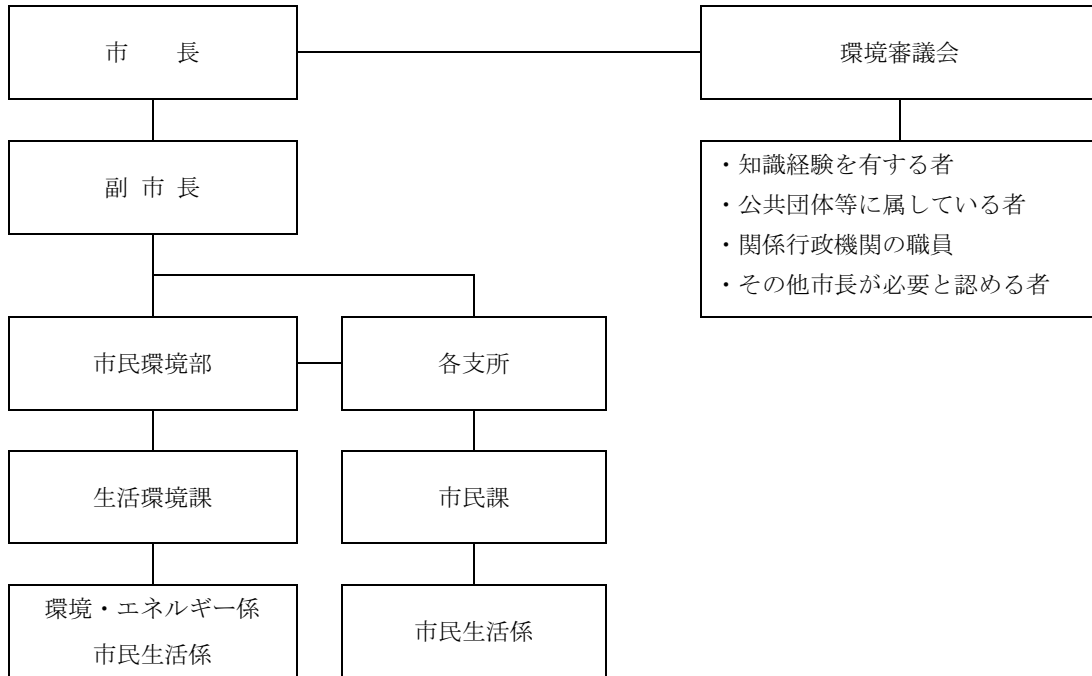 市　　長
環境審議会
副 市 長
・知識経験を有する者
・公共団体等に属している者
・関係行政機関の職員
・その他市長が必要と認める者
市民環境部
各支所
生活環境課
市民課
環境・エネルギー係
市民生活係
市民生活係